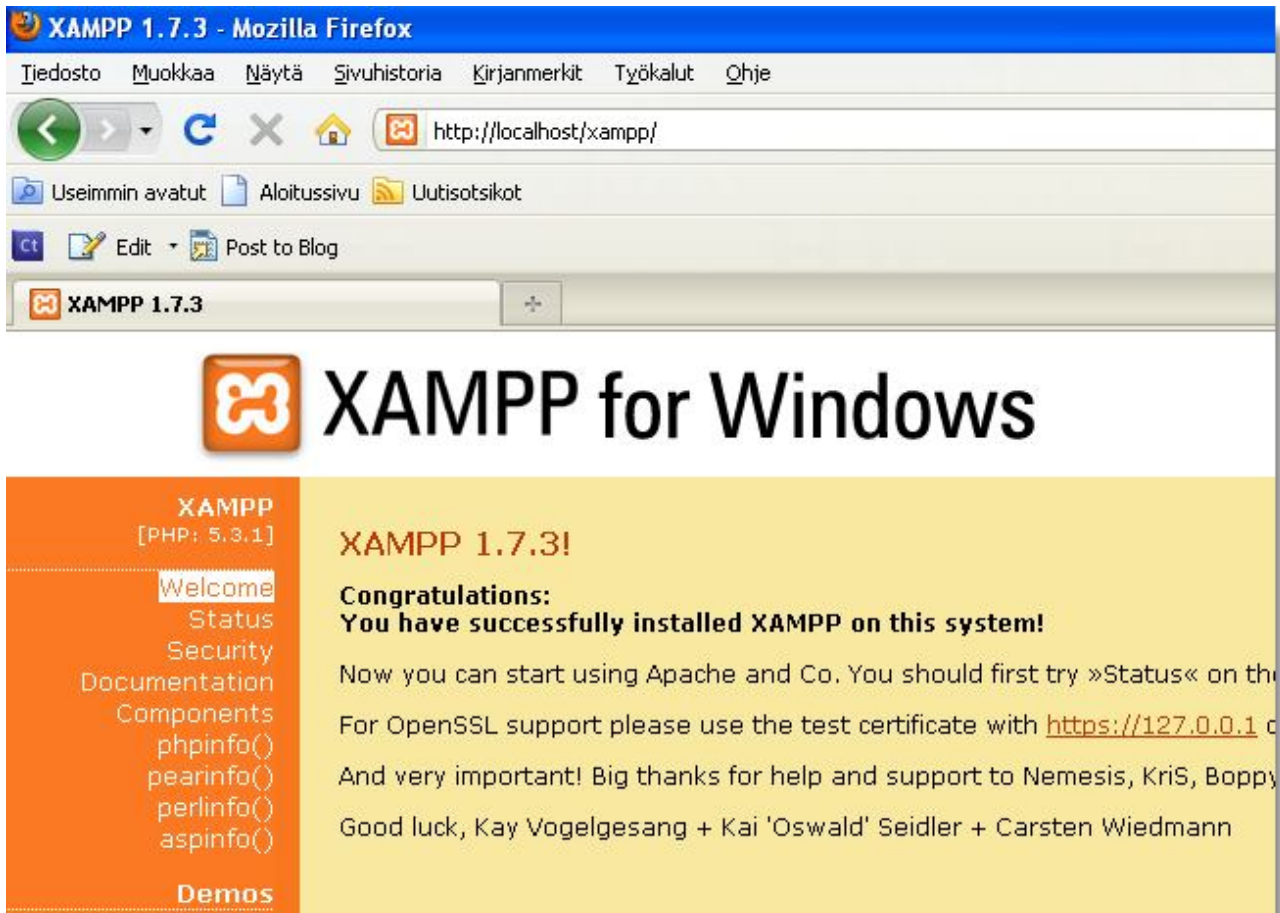 XAMPP 1.7.3 - Mozilla Firefox
Tiedosto Muokkaa Näytä Sivuhistoria Kirjanmerkit Työkalut Ohje
http://localhost/xampp/
Useimmin avatut Aloitussivu Uutisotsikot
Ct Edit Post to Blog
XAMPP 1.7.3
XAMPP for Windows
XAMPP
[PHP: 5.3.1]
Welcome
Status
Security
Documentation
Components
phpinfo()
pearinfo()
perlinfo()
aspinfo()
Demos
XAMPP 1.7.3!
Congratulations:
You have successfully installed XAMPP on this system!
Now you can start using Apache and Co. You should first try »Status« on
For OpenSSL support please use the test certificate with https://127.0.0.1
And very important! Big thanks for help and support to Nemesis, KriS, Boppy
Good luck, Kay Vogelgesang + Kai 'Oswald' Seidler + Carsten Wiedmann